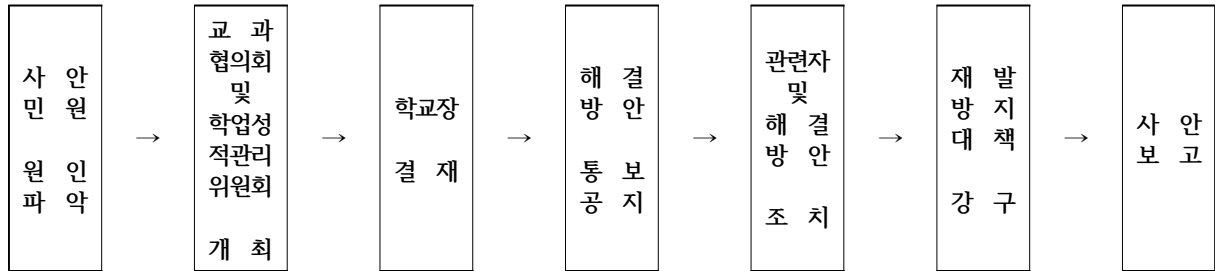 사 안
민 원
원 인
파 악
→
교 과
협의회
및
학업성
적관리
위원회
개 최
→
학교장
결 재
→
해 결
방 안
통 보
공 지
→
관련자
및
해 결
방 안
조 치
→
재 발
방 지
대 책
강 구
→
사 안
보 고